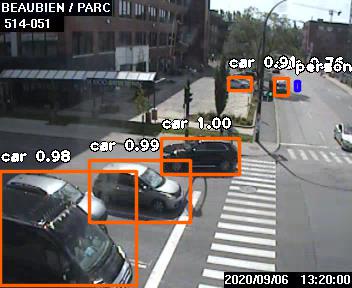 BEAUBIEN / PARC
514-051
car 0.91
person
car 1.00
car 0.99
car 0.98
2020/09/06 13:20:00